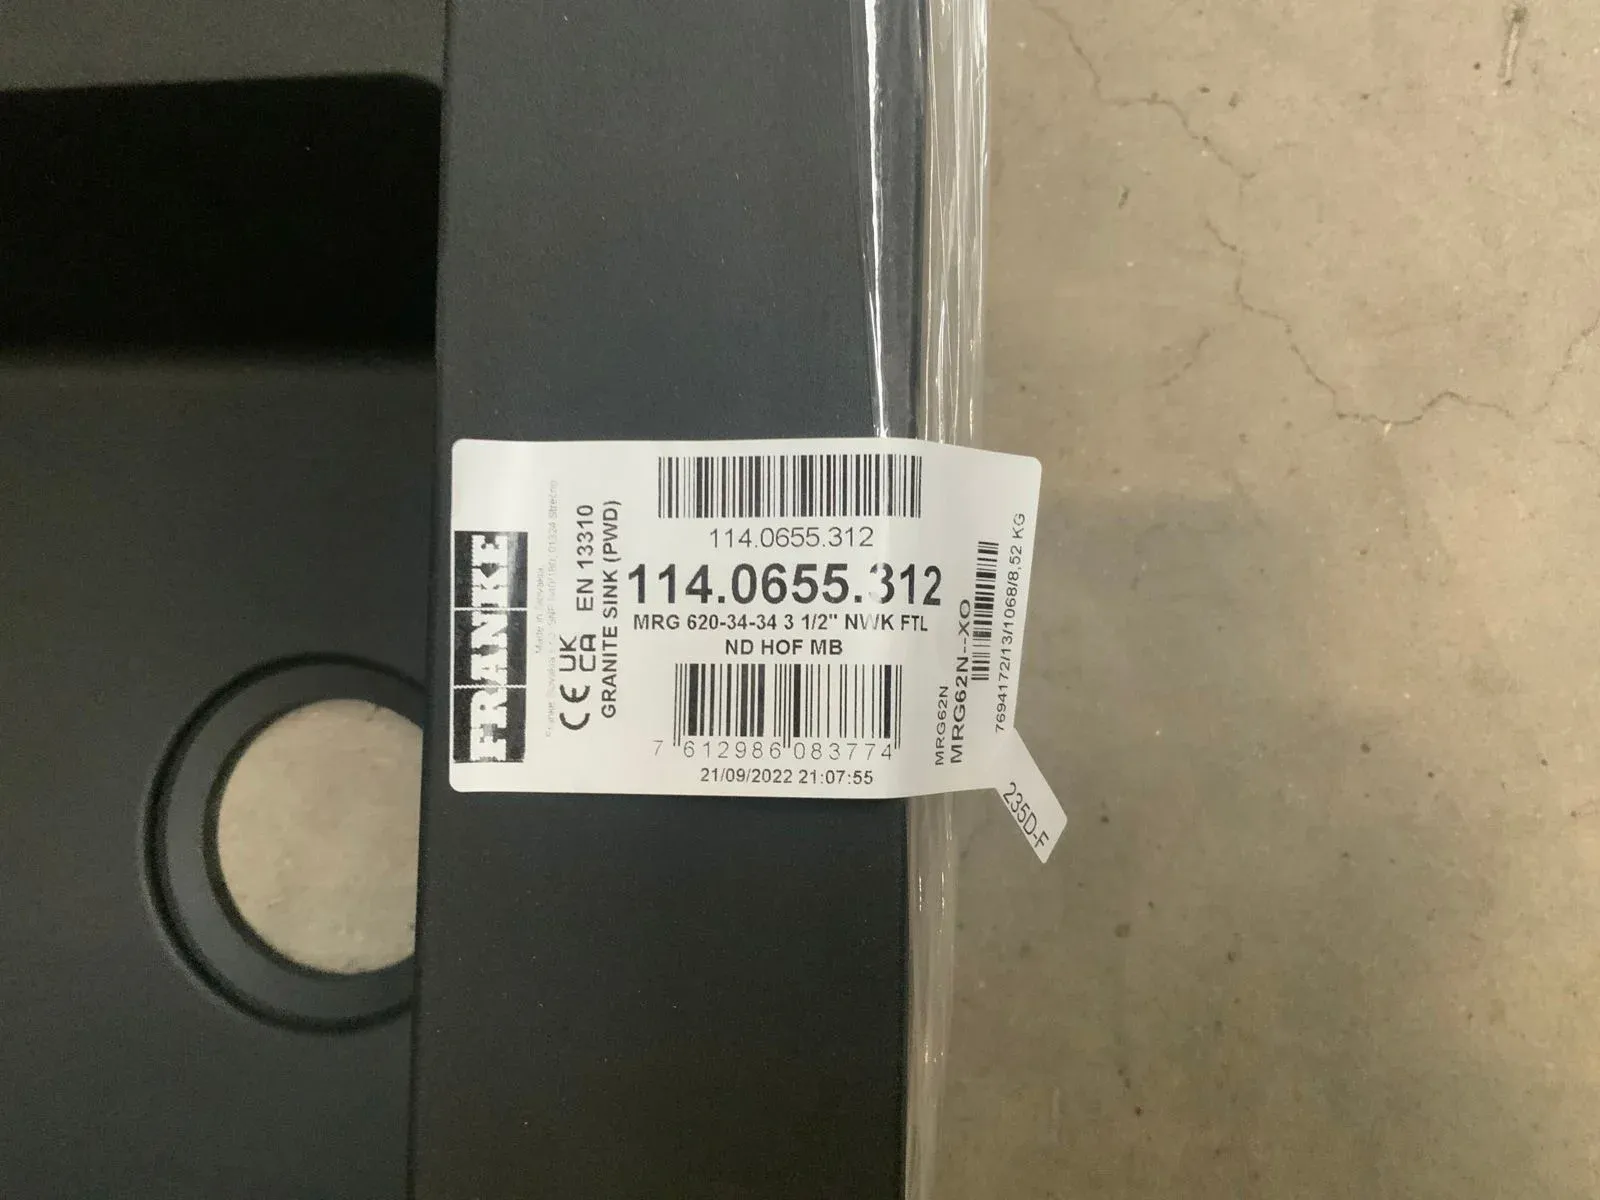 FRANKE
Made in Slovakia,
EN 13310
GRANITE SINK (PWD)
CE UK CA
114.0655.312
114.0655.312
MRG 620-34-34 3 1/2" NWK FTL
ND HOF MB
7 612986 083774
21/09/2022 21:07:55
MRG62N
MRG62N--XO
7694172/13/1068/8,52 KG
235D-F